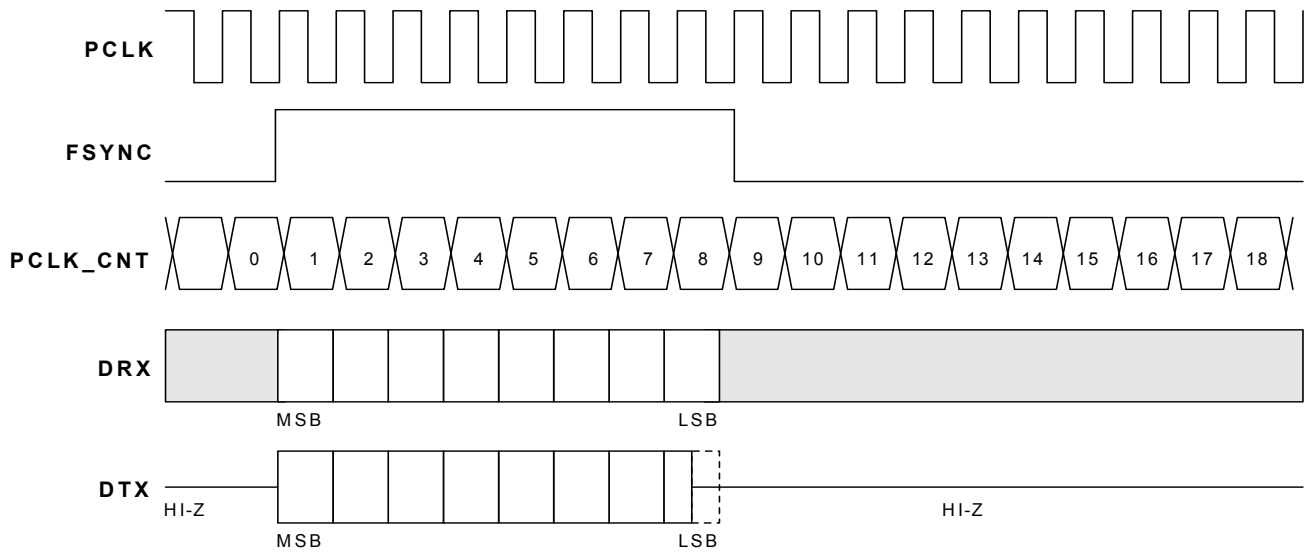 PCLK
FSYNC
PCLK_CNT 0 1 2 3 4 5 6 7 8 9 10 11 12 13 14 15 16 17 18
DRX
MSB LSB
DTX
HI-Z HI-Z
MSB LSB